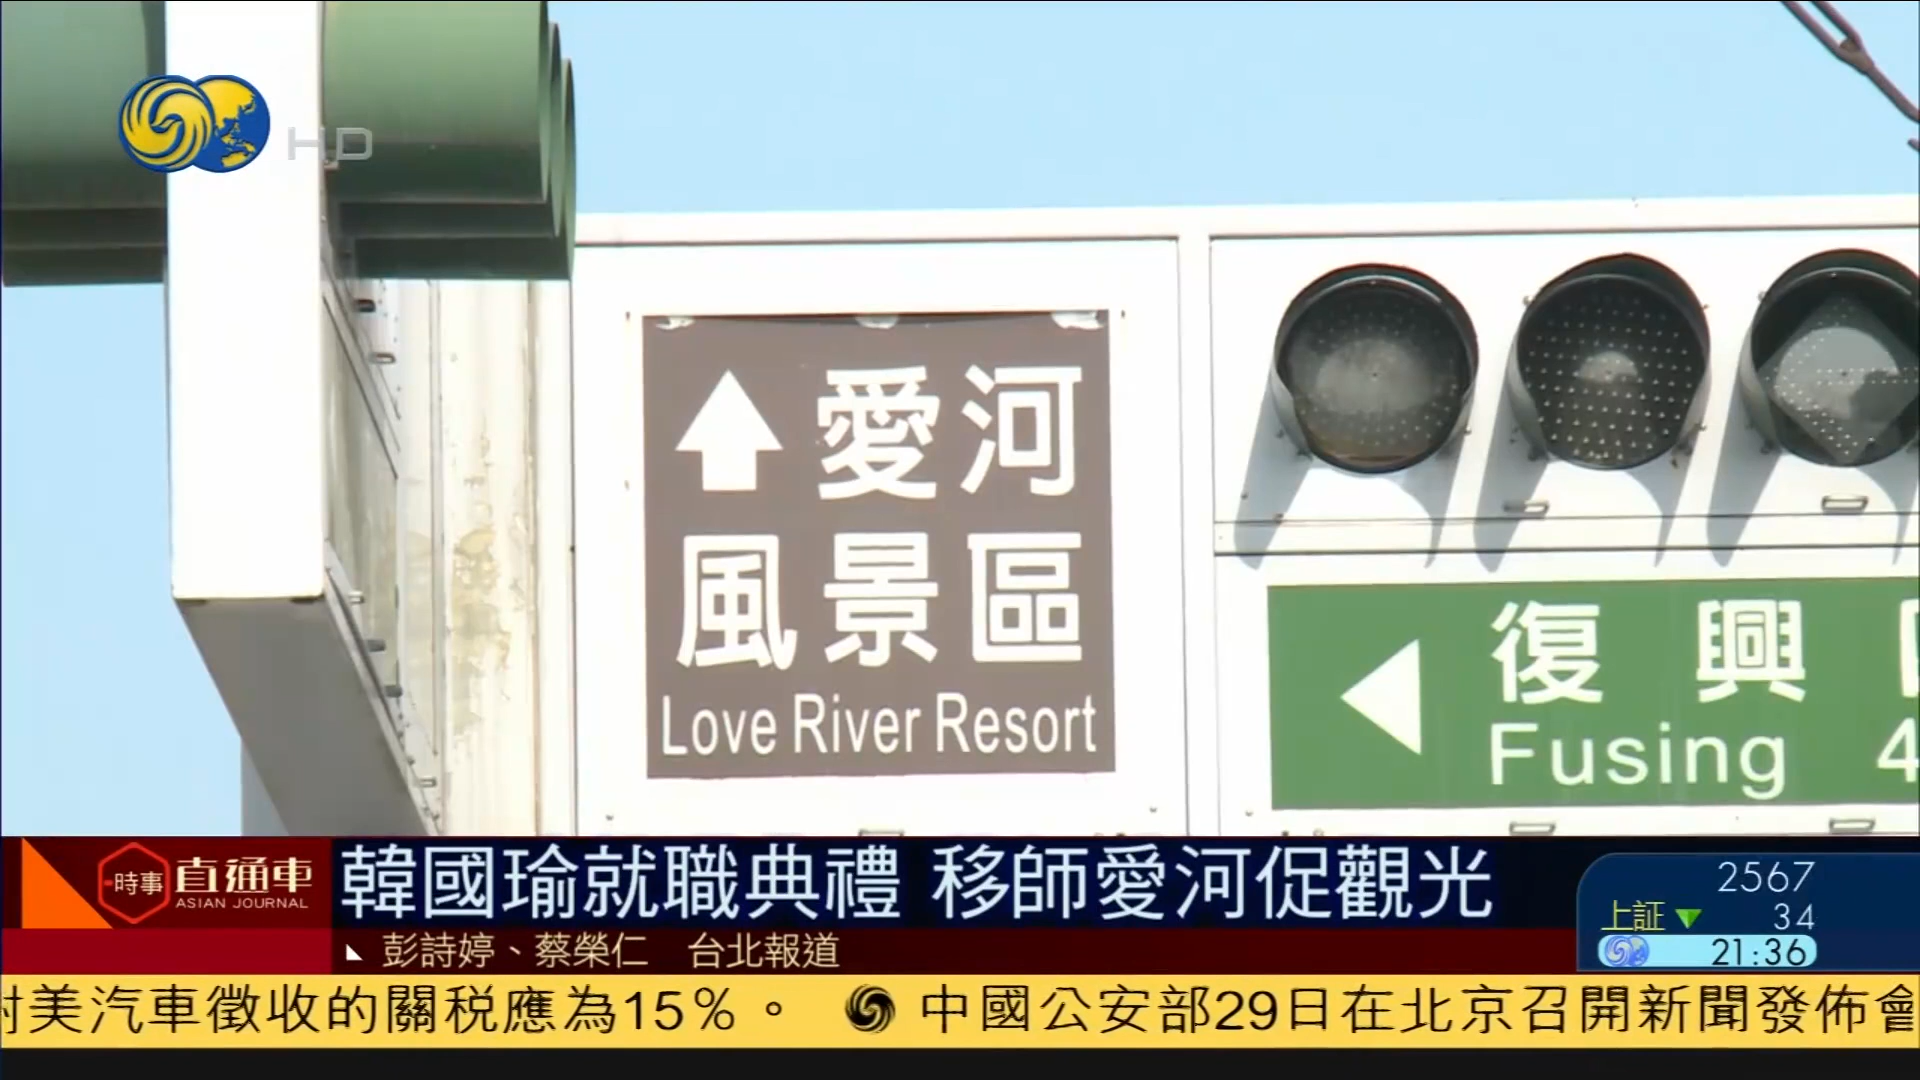 HD
愛河
風景區
Love River Resort
復興
Fusing 4
時事 直通車
ASIAN JOURNAL
韓國瑜就職典禮 移師愛河促觀光
彭詩婷、蔡榮仁 台北報道
2567
上証 34
21:36
美汽車徵收的關税應為15%。 中國公安部29日在北京召開新聞發佈會